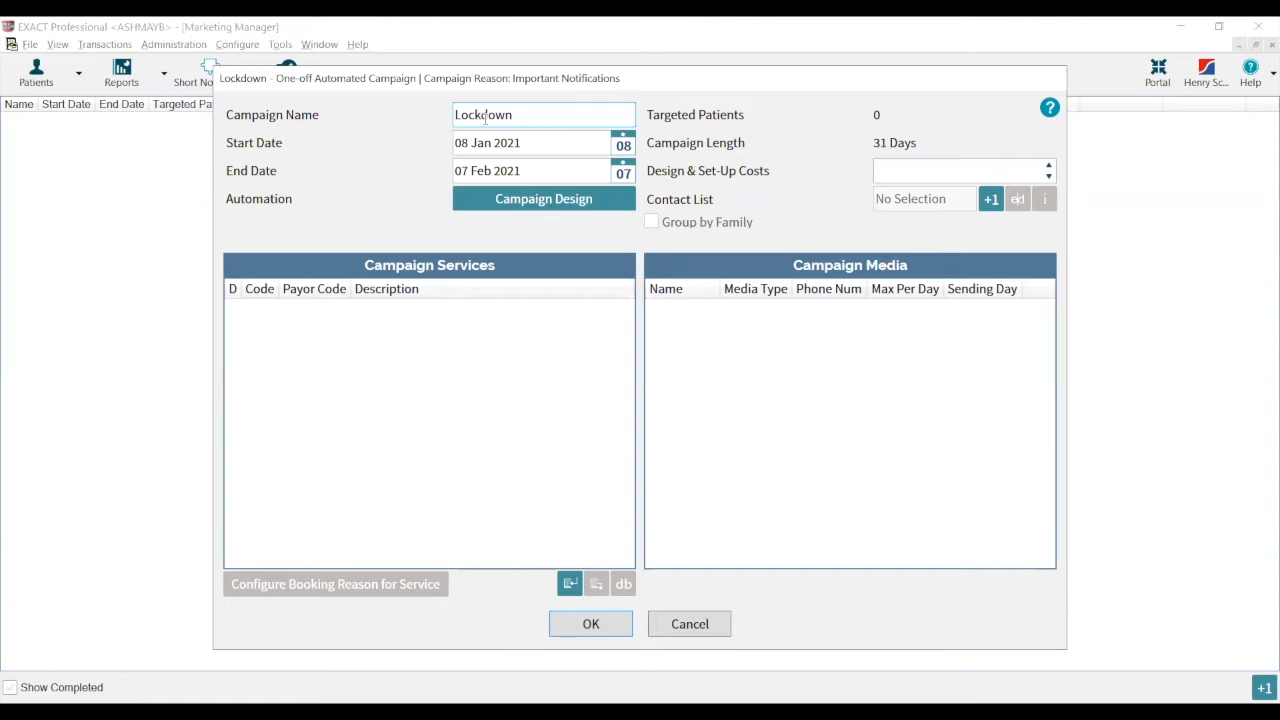 EXACT Professional <ASHMAYB> - [Marketing Manager]
File View Transactions Administration Configure Tools Window Help
Patients Reports Short No Portal Henry Sc... Help
Lockdown - One-off Automated Campaign | Campaign Reason: Important Notifications
Name Start Date End Date Targeted Pa
Campaign Name Lockdown Targeted Patients 0
Start Date 08 Jan 2021 08 Campaign Length 31 Days
End Date 07 Feb 2021 07 Design & Set-Up Costs
Automation Campaign Design Contact List No Selection +1 e|d i
Group by Family
Campaign Services Campaign Media
D Code Payor Code Description Name Media Type Phone Num Max Per Day Sending Day
Configure Booking Reason for Service db
OK Cancel
Show Completed +1